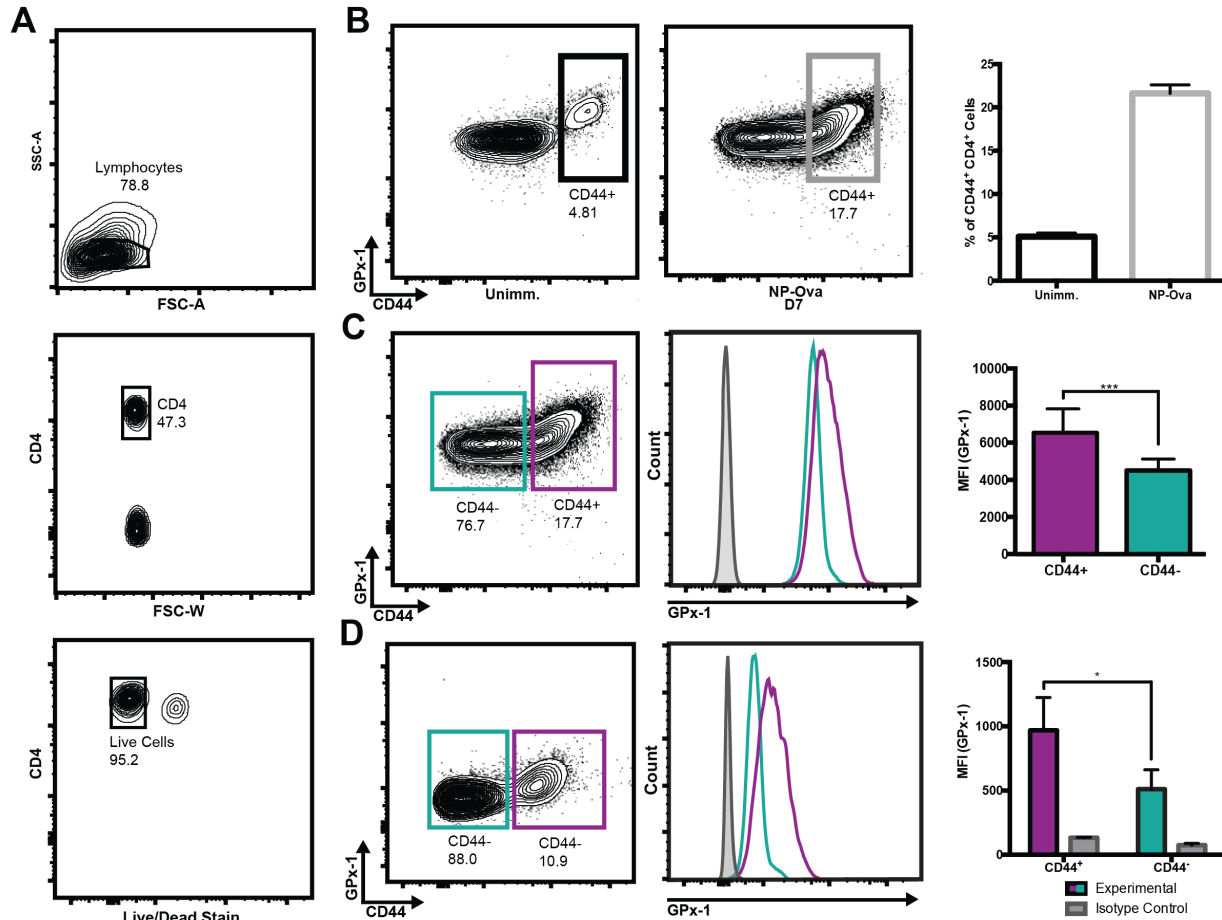 A
SSC-A
Lymphocytes
78.8
FSC-A
CD4
CD4
47.3
FSC-W
CD4
Live Cells
95.2
Live/Dead Stain
B
GPx-1
CD44
CD44+
4.81
Unimm.
CD44+
17.7
NP-Ova
D7
% of CD44⁺ CD4⁺ Cells
25
20
15
10
5
0
Unimm.
NP-Ova
C
GPx-1
CD44
CD44-
76.7
CD44+
17.7
Count
GPx-1
MFI (GPx-1)
10000
8000
6000
4000
2000
0
***
CD44+
CD44-
D
GPx-1
CD44
CD44-
88.0
CD44-
10.9
Count
GPx-1
MFI (GPx-1)
1500
1000
500
0
*
CD44⁺
CD44⁻
Experimental
Isotype Control